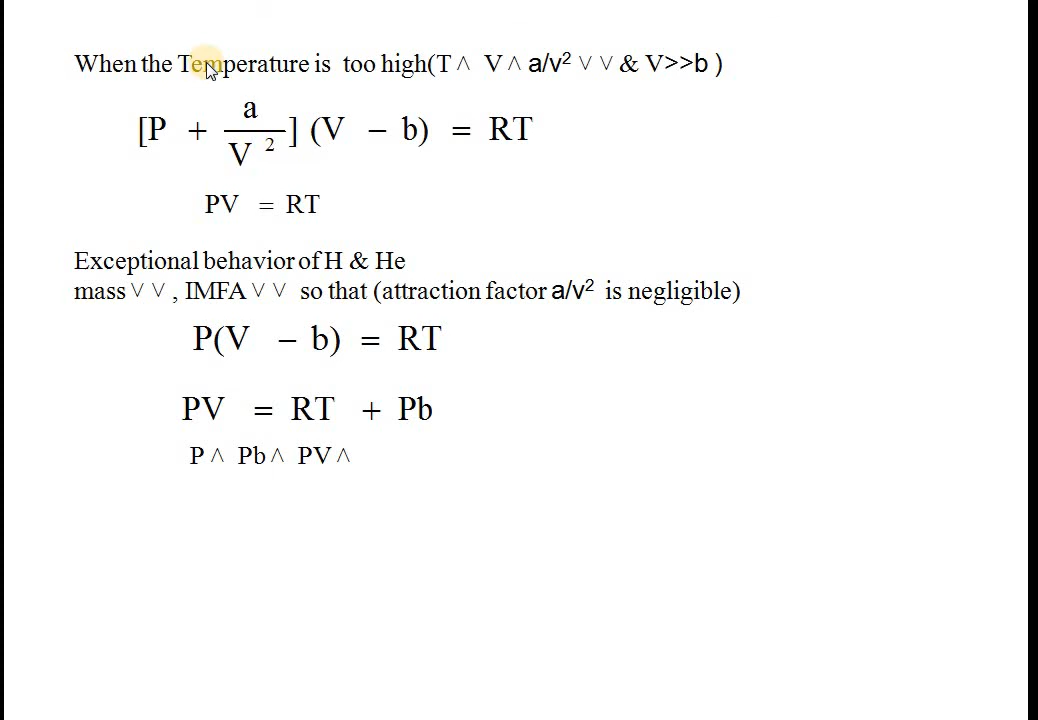 When the Temperature is too high(T ^ V ^ a/v² ∨ ∨ & V>>b )
[P + a/V²] (V − b) = RT
PV = RT
Exceptional behavior of H & He
mass ∨ ∨ , IMFA ∨ ∨ so that (attraction factor a/v² is negligible)
P(V − b) = RT
PV = RT + Pb
P ^ Pb ^ PV ^